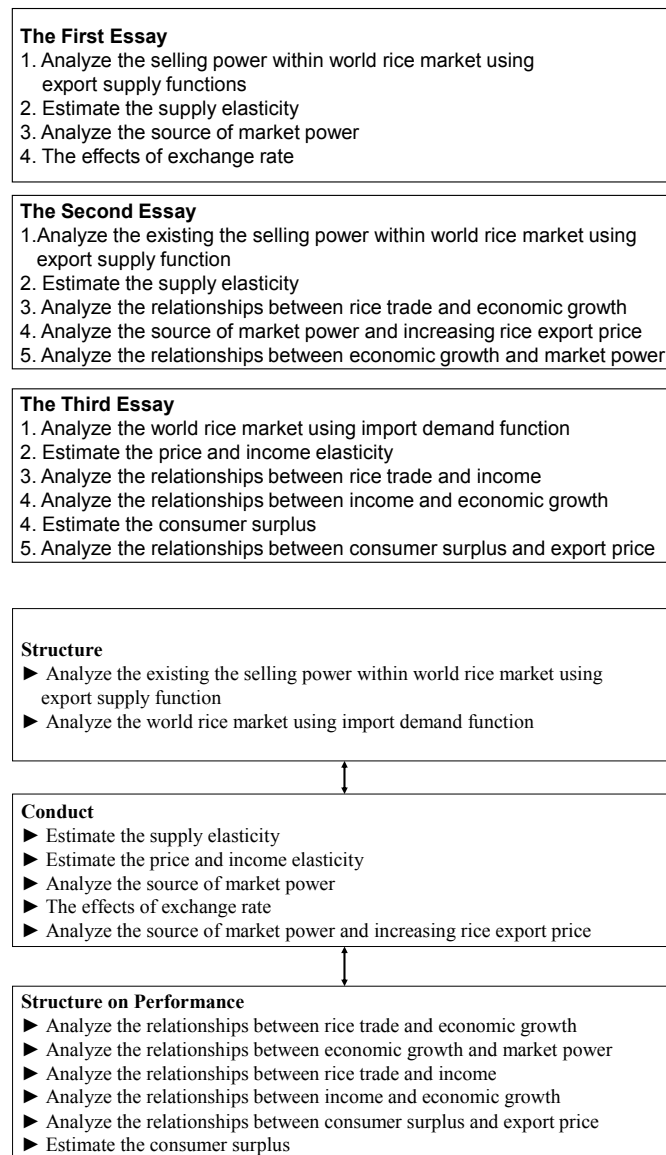 The First Essay
1. Analyze the selling power within world rice market using
export supply functions
2. Estimate the supply elasticity
3. Analyze the source of market power
4. The effects of exchange rate
The Second Essay
1.Analyze the existing the selling power within world rice market using
export supply function
2. Estimate the supply elasticity
3. Analyze the relationships between rice trade and economic growth
4. Analyze the source of market power and increasing rice export price
5. Analyze the relationships between economic growth and market power
The Third Essay
1. Analyze the world rice market using import demand function
2. Estimate the price and income elasticity
3. Analyze the relationships between rice trade and income
4. Analyze the relationships between income and economic growth
4. Estimate the consumer surplus
5. Analyze the relationships between consumer surplus and export price
Structure
► Analyze the existing the selling power within world rice market using
export supply function
► Analyze the world rice market using import demand function
Conduct
► Estimate the supply elasticity
► Estimate the price and income elasticity
► Analyze the source of market power
► The effects of exchange rate
► Analyze the source of market power and increasing rice export price
Structure on Performance
► Analyze the relationships between rice trade and economic growth
► Analyze the relationships between economic growth and market power
► Analyze the relationships between rice trade and income
► Analyze the relationships between income and economic growth
► Analyze the relationships between consumer surplus and export price
► Estimate the consumer surplus